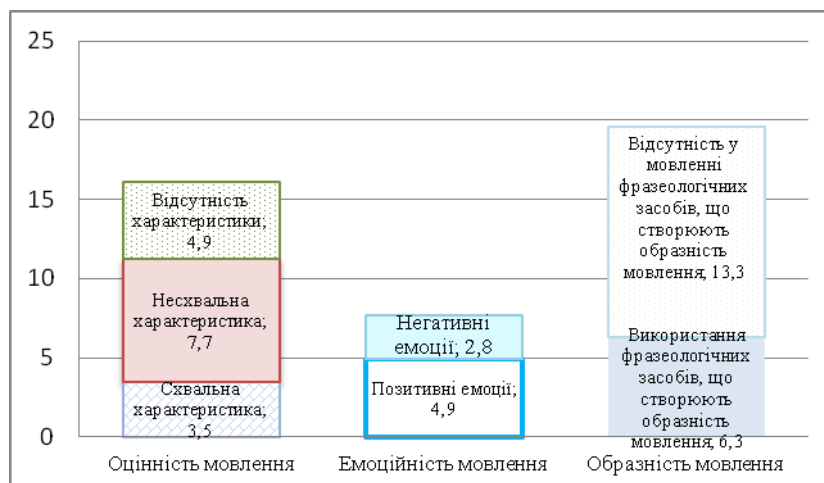 25
20
15
10
5
0
Відсутність
характеристики;
4,9
Несхвальна
характеристика;
7,7
Схвальна
характеристика;
3,5
Негативні
емоції; 2,8
Позитивні емоції;
4,9
Відсутність у
мовленні
фразеологічних
засобів, що
створюють
образність
мовлення; 13,3
Використання
фразеологічних
засобів, що
створюють
образність
мовлення; 6,3
Оцінність мовлення
Емоційність мовлення
Образність мовлення